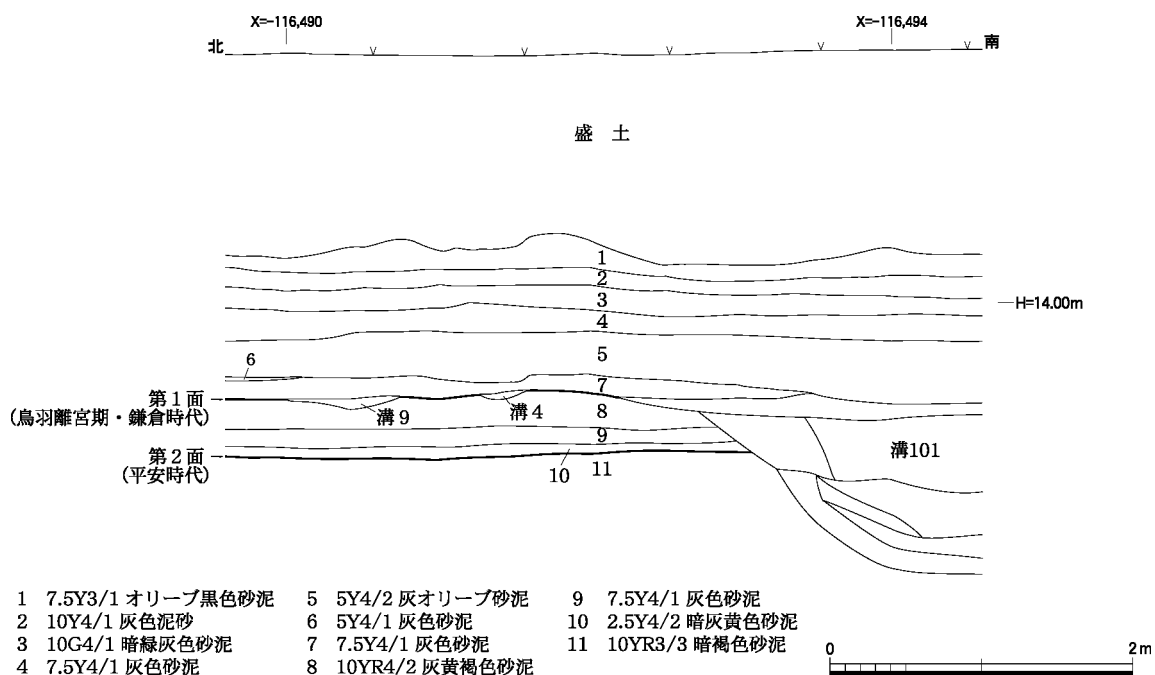 X=-116,490
X=-116,494
北
南
盛 土
1
2
3
H=14.00m
4
5
6
7
第1面
(鳥羽離宮期・鎌倉時代)
溝9
溝4
8
9
第2面
(平安時代)
10
11
溝101
1 7.5Y3/1 オリーブ黒色砂泥
2 10Y4/1 灰色泥砂
3 10G4/1 暗緑灰色砂泥
4 7.5Y4/1 灰色砂泥
5 5Y4/2 灰オリーブ砂泥
6 5Y4/1 灰色砂泥
7 7.5Y4/1 灰色砂泥
8 10YR4/2 灰黄褐色砂泥
9 7.5Y4/1 灰色砂泥
10 2.5Y4/2 暗灰黄色砂泥
11 10YR3/3 暗褐色砂泥
0 2m